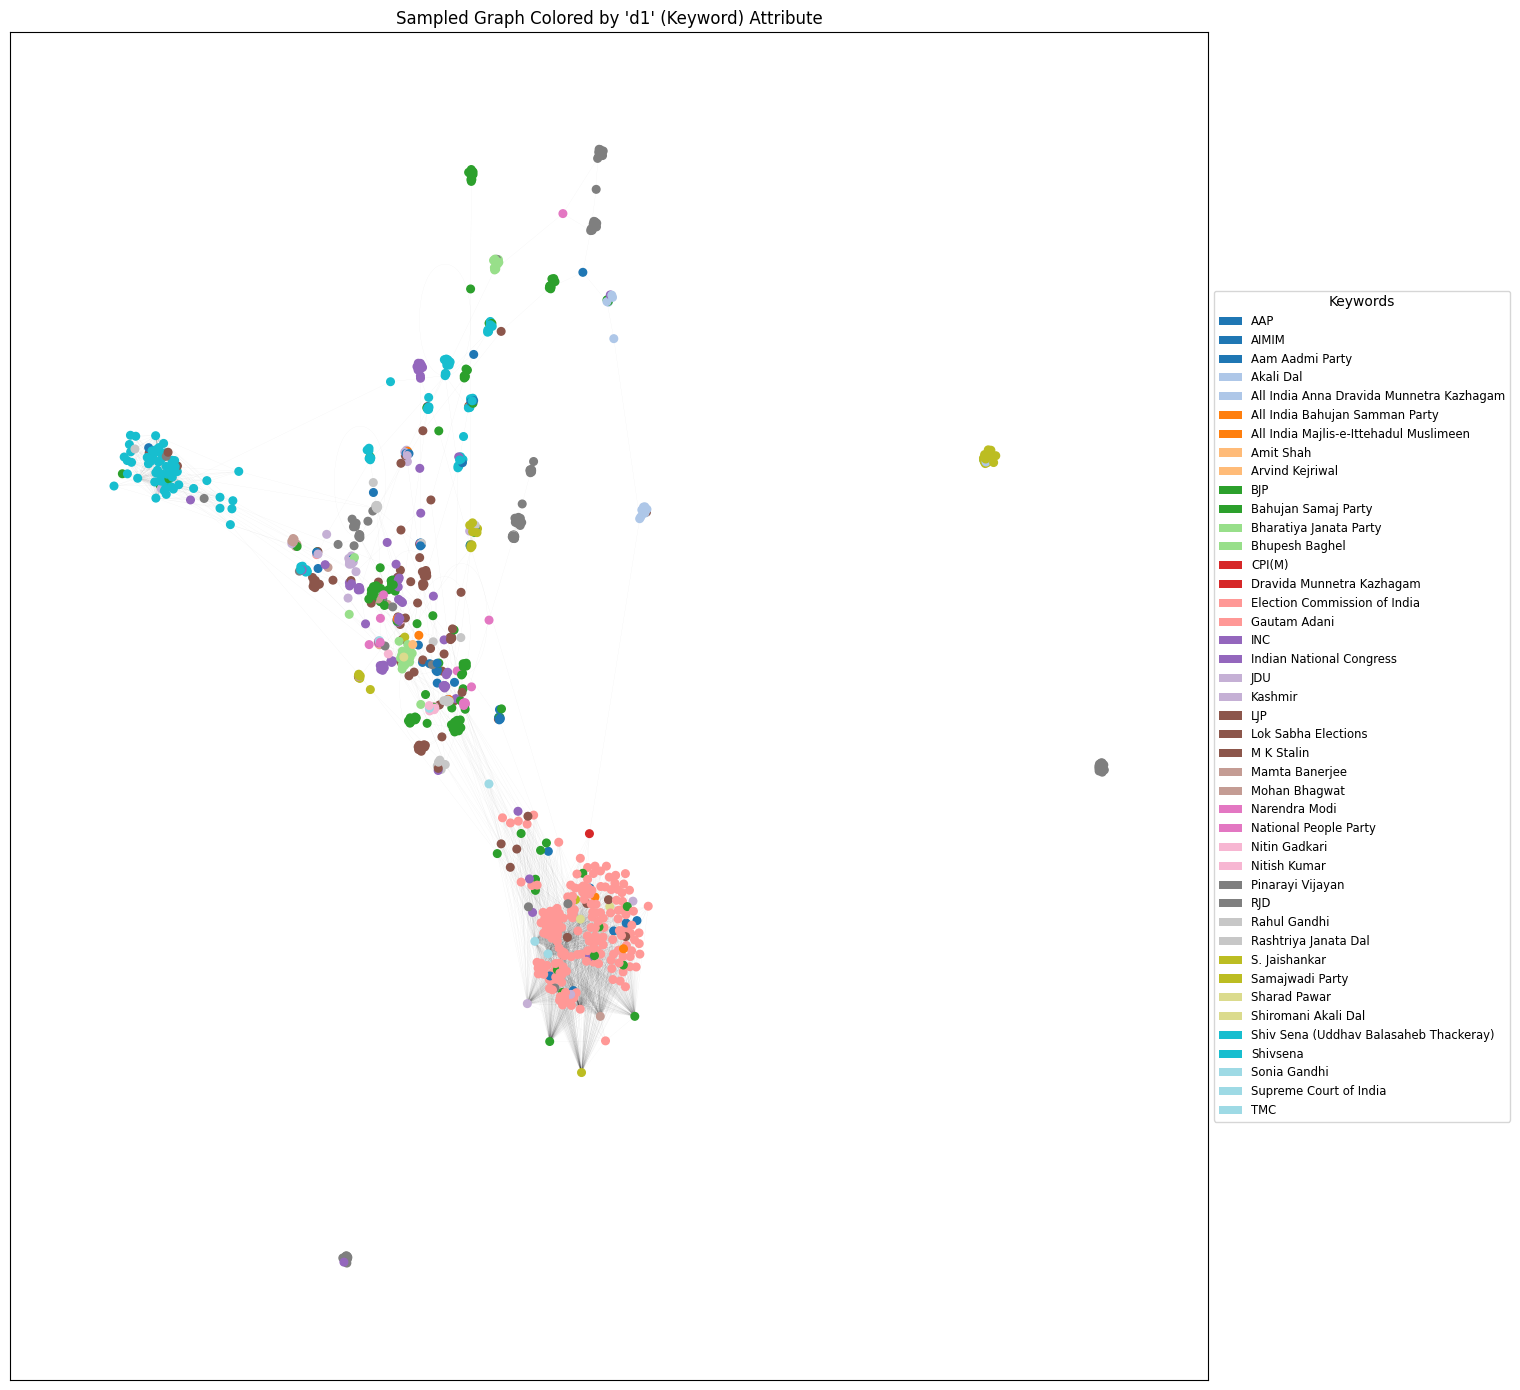 Sampled Graph Colored by 'd1' (Keyword) Attribute
Keywords
AAP
AIMIM
Aam Aadmi Party
Akali Dal
All India Anna Dravida Munnetra Kazhagam
All India Bahujan Samman Party
All India Majlis-e-Ittehadul Muslimeen
Amit Shah
Arvind Kejriwal
BJP
Bahujan Samaj Party
Bharatiya Janata Party
Bhupesh Baghel
CPI(M)
Dravida Munnetra Kazhagam
Election Commission of India
Gautam Adani
INC
Indian National Congress
JDU
Kashmir
LJP
Lok Sabha Elections
M K Stalin
Mamta Banerjee
Mohan Bhagwat
Narendra Modi
National People Party
Nitin Gadkari
Nitish Kumar
Pinarayi Vijayan
RJD
Rahul Gandhi
Rashtriya Janata Dal
S. Jaishankar
Samajwadi Party
Sharad Pawar
Shiromani Akali Dal
Shiv Sena (Uddhav Balasaheb Thackeray)
Shivsena
Sonia Gandhi
Supreme Court of India
TMC